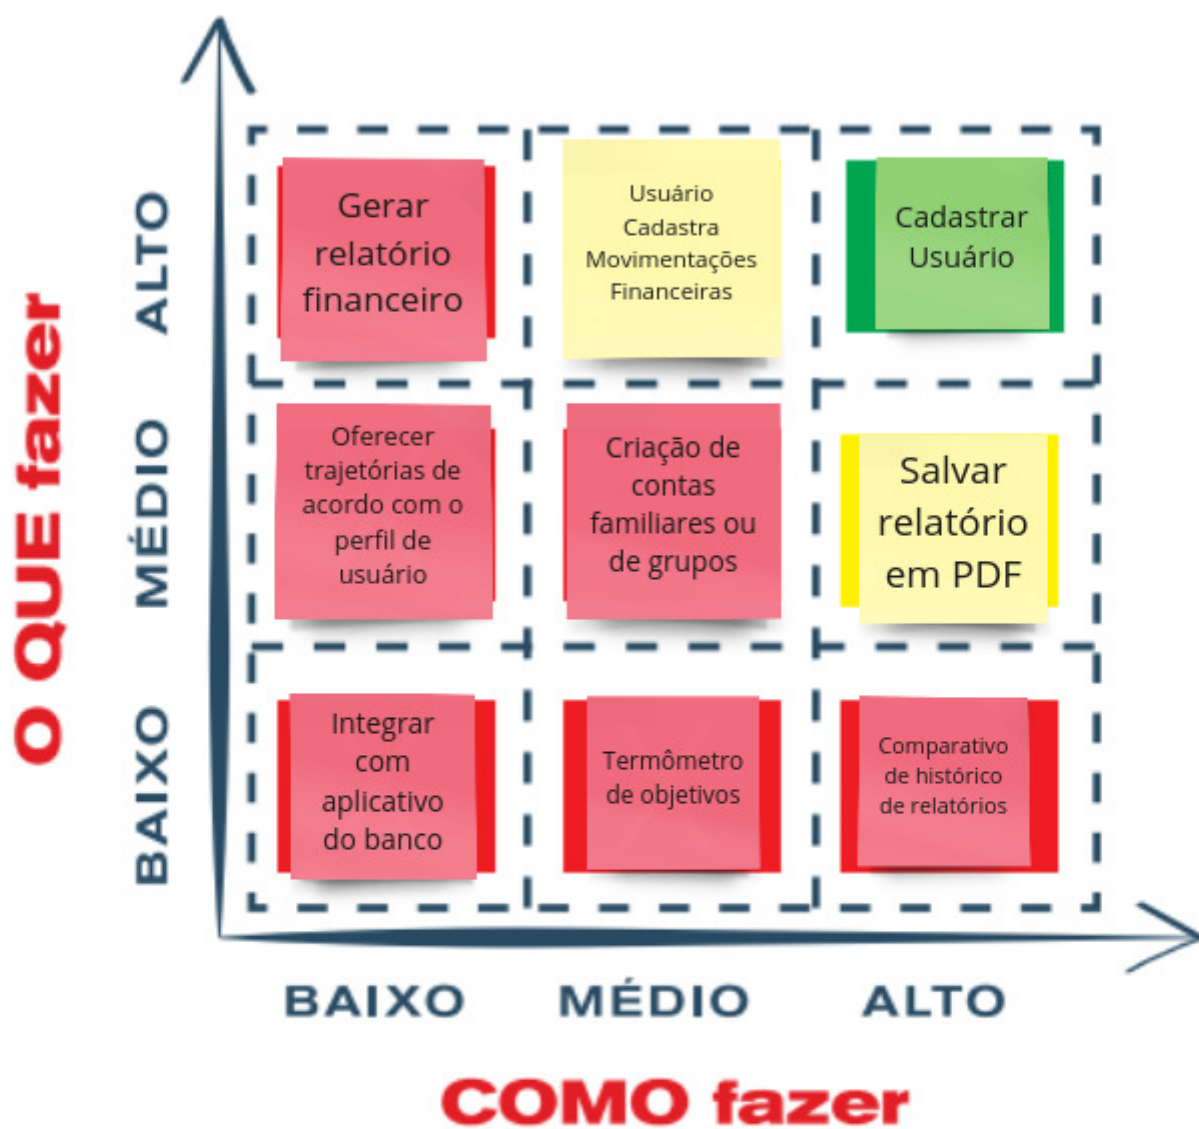 O QUE fazer
ALTO
Gerar
relatório
financeiro
Usuário
Cadastra
Movimentações
Financeiras
Cadastrar
Usuário
MÉDIO
Oferecer
trajetórias de
acordo com o
perfil de
usuário
Criação de
contas
familiares ou
de grupos
Salvar
relatório
em PDF
BAIXO
Integrar
com
aplicativo
do banco
Termômetro
de objetivos
Comparativo
de histórico
de relatórios
BAIXO
MÉDIO
ALTO
COMO fazer